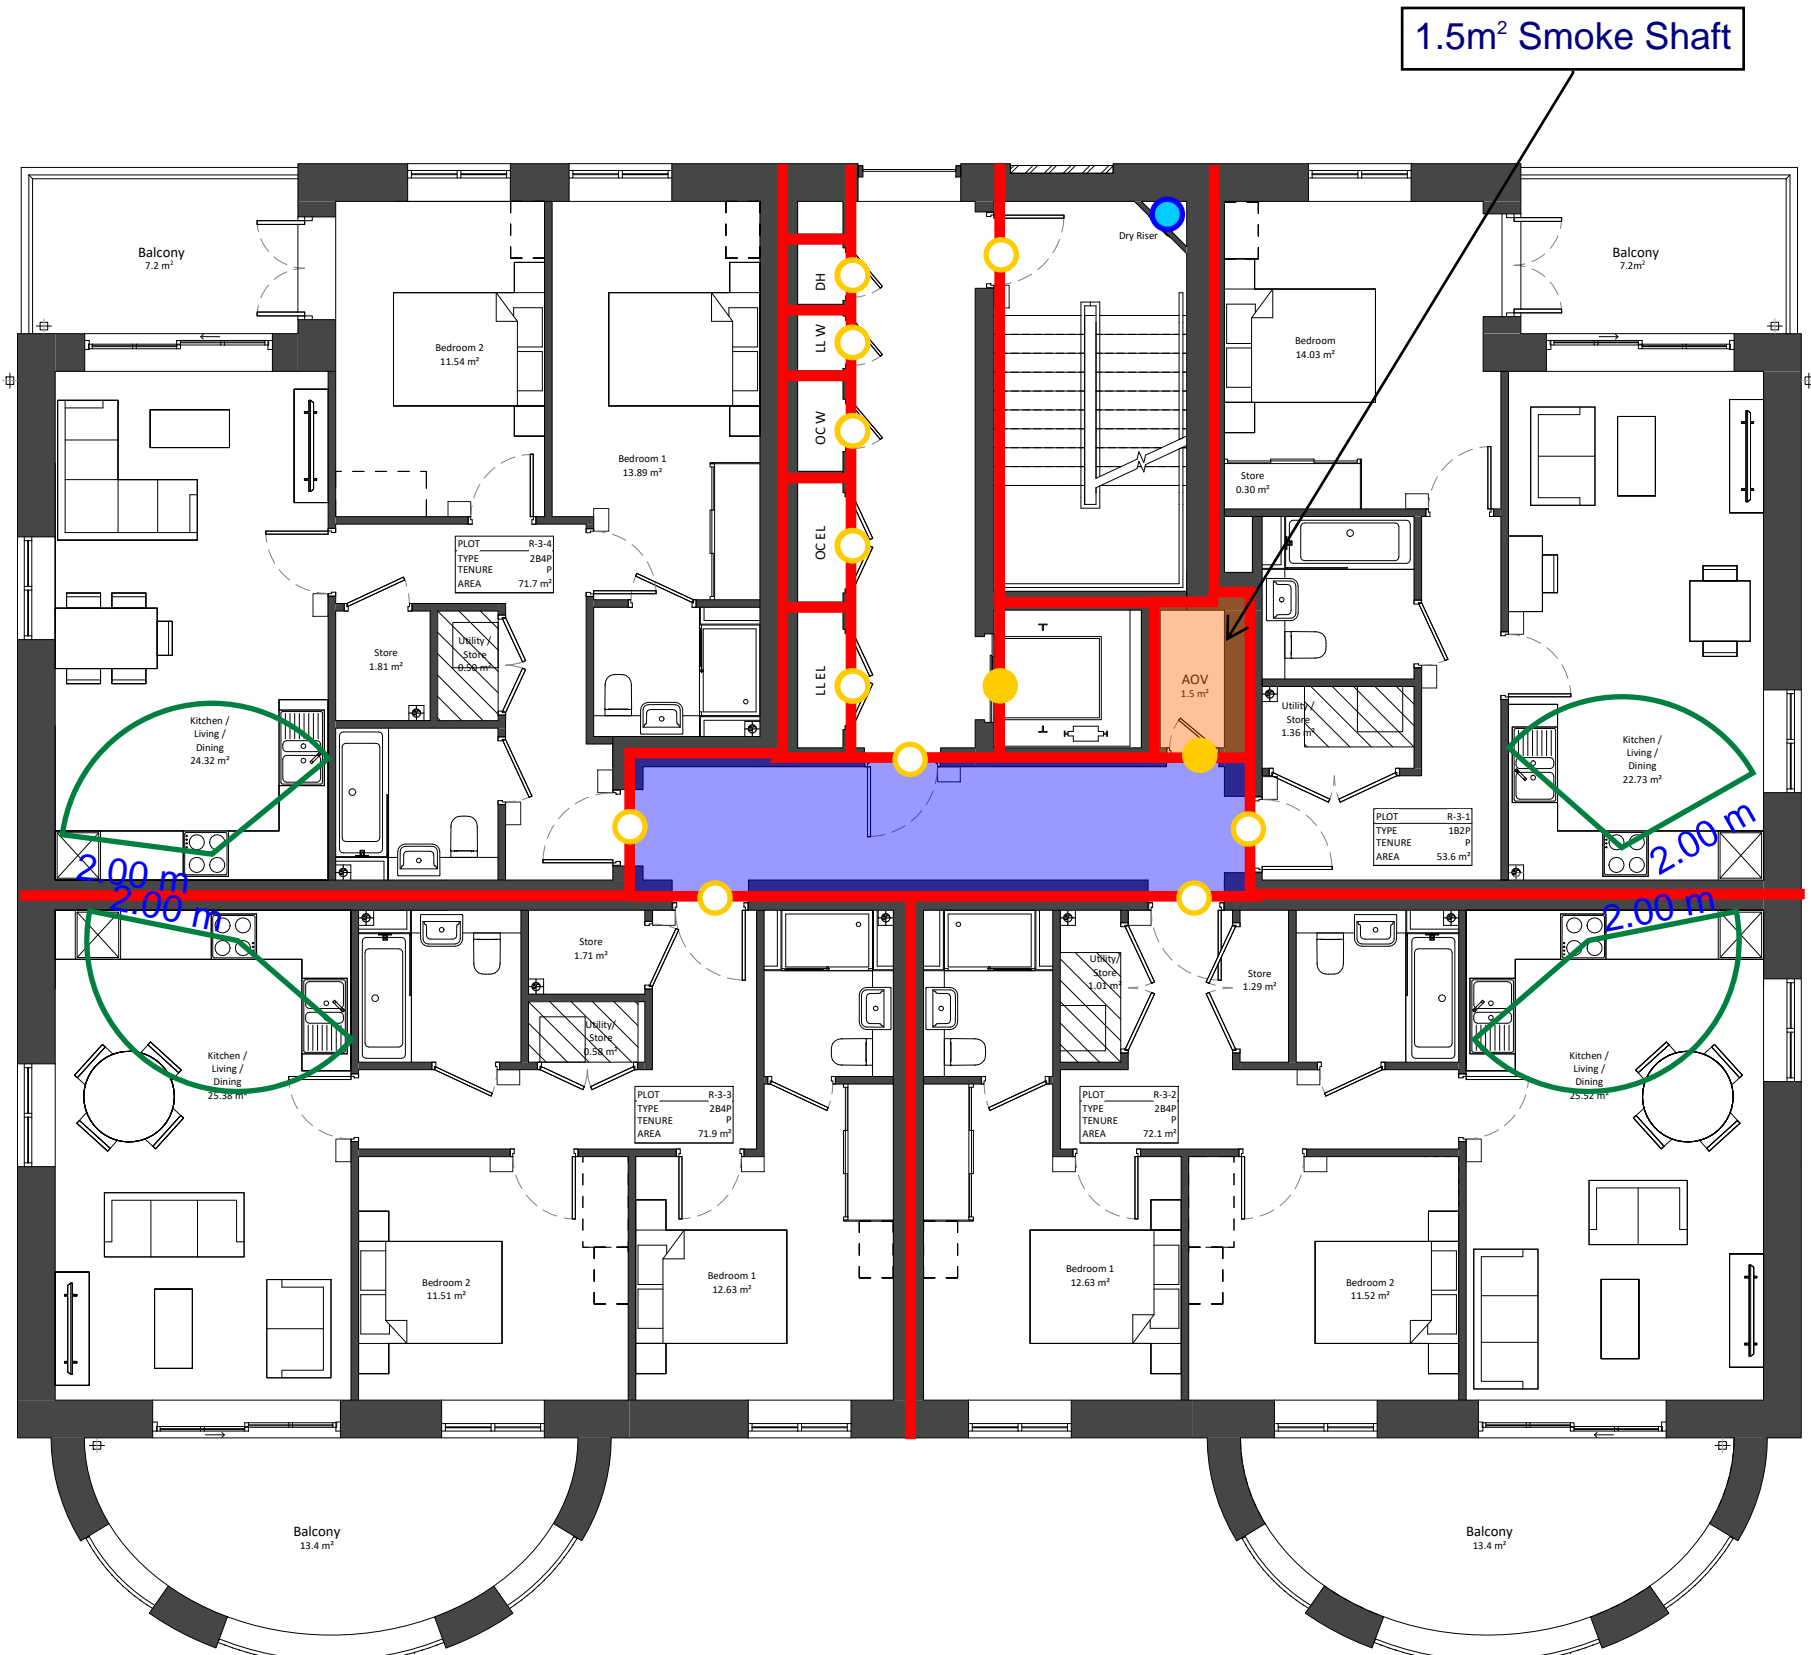 1.5m² Smoke Shaft
Balcony
7.2 m²
Dry Riser
Balcony
7.2m²
DH
LL W
OC W
OC EL
LL EL
Bedroom 2
11.54 m²
Bedroom 1
13.89 m²
Bedroom
14.03 m²
Store
0.30 m²
PLOT R-3-4
TYPE 2B4P
TENURE P
AREA 71.7 m²
Store
1.81 m²
Utility /
Store
0.50 m²
AOV
1.5 m²
Utility /
Store
1.36 m²
Kitchen /
Living /
Dining
24.32 m²
Kitchen /
Living /
Dining
22.73 m²
PLOT R-3-1
TYPE 1B2P
TENURE P
AREA 53.6 m²
2.00 m
2.00 m
2.00 m
2.00 m
Store
1.71 m²
Utility/
Store
1.01 m²
Store
1.29 m²
Utility/
Store
0.58 m²
Kitchen /
Living /
Dining
25.38 m²
Kitchen /
Living /
Dining
25.52 m²
PLOT R-3-3
TYPE 2B4P
TENURE P
AREA 71.9 m²
PLOT R-3-2
TYPE 2B4P
TENURE P
AREA 72.1 m²
Bedroom 2
11.51 m²
Bedroom 1
12.63 m²
Bedroom 1
12.63 m²
Bedroom 2
11.52 m²
Balcony
13.4 m²
Balcony
13.4 m²